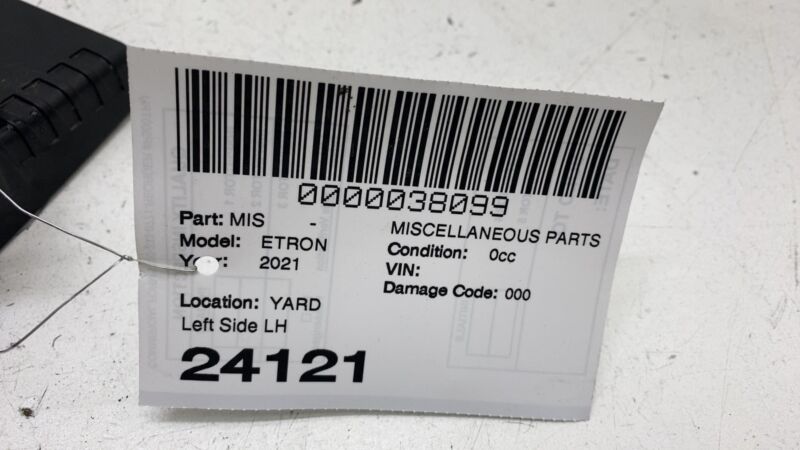 0000038099
Part: MIS -
MISCELLANEOUS PARTS
Model: ETRON
Condition: 0cc
Year: 2021
VIN:
Damage Code: 000
Location: YARD
Left Side LH
24121